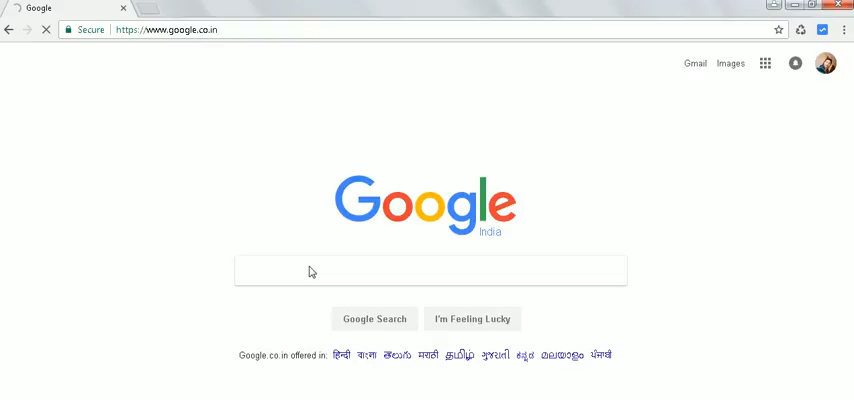 Google
Secure https://www.google.co.in
Gmail Images
Google
India
Google Search I'm Feeling Lucky
Google.co.in offered in: हिन्दी বাংলা తెలుగు मराठी தமிழ் ગુજરાતી ಕನ್ನಡ മലയാളം ਪੰਜਾਬੀ